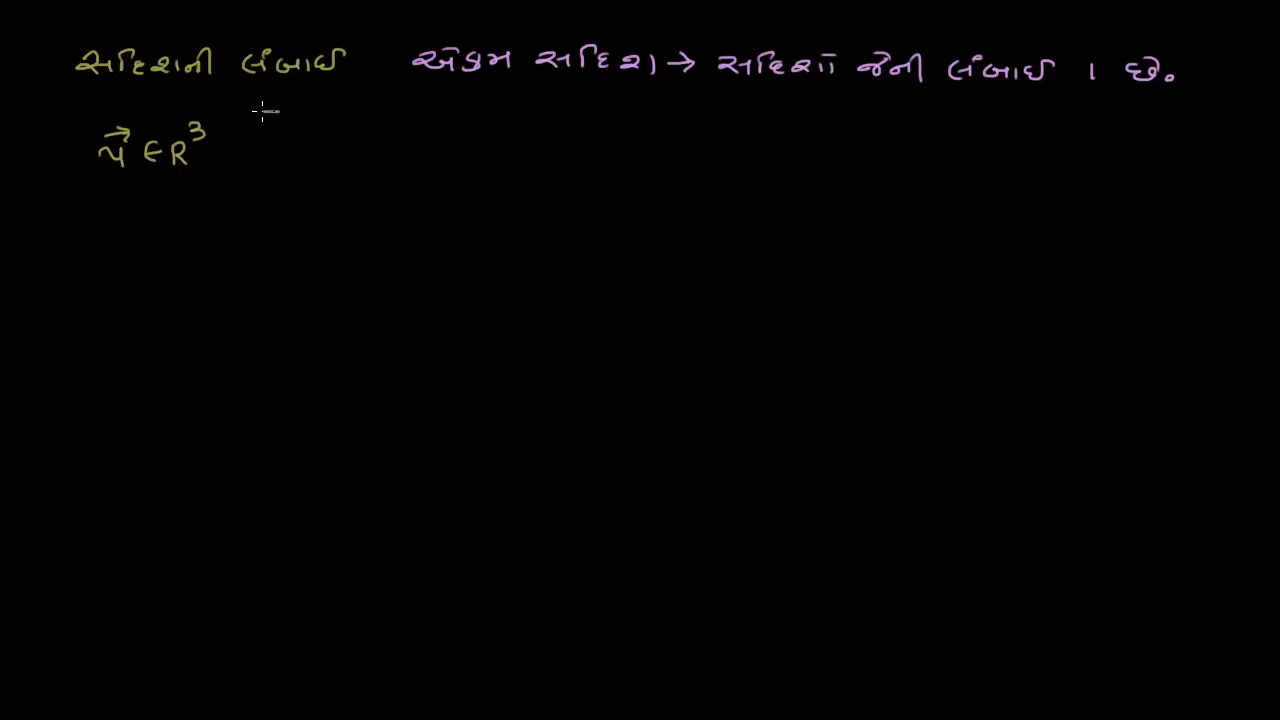 સદિશની લંબાઈ એકમ સદિશ → સદિશો જેની લંબાઈ 1 છે.
v⃗ ∈ R³